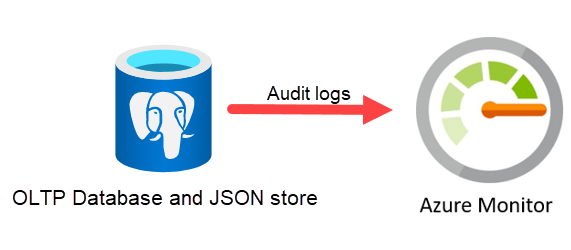 Audit logs
OLTP Database and JSON store
Azure Monitor